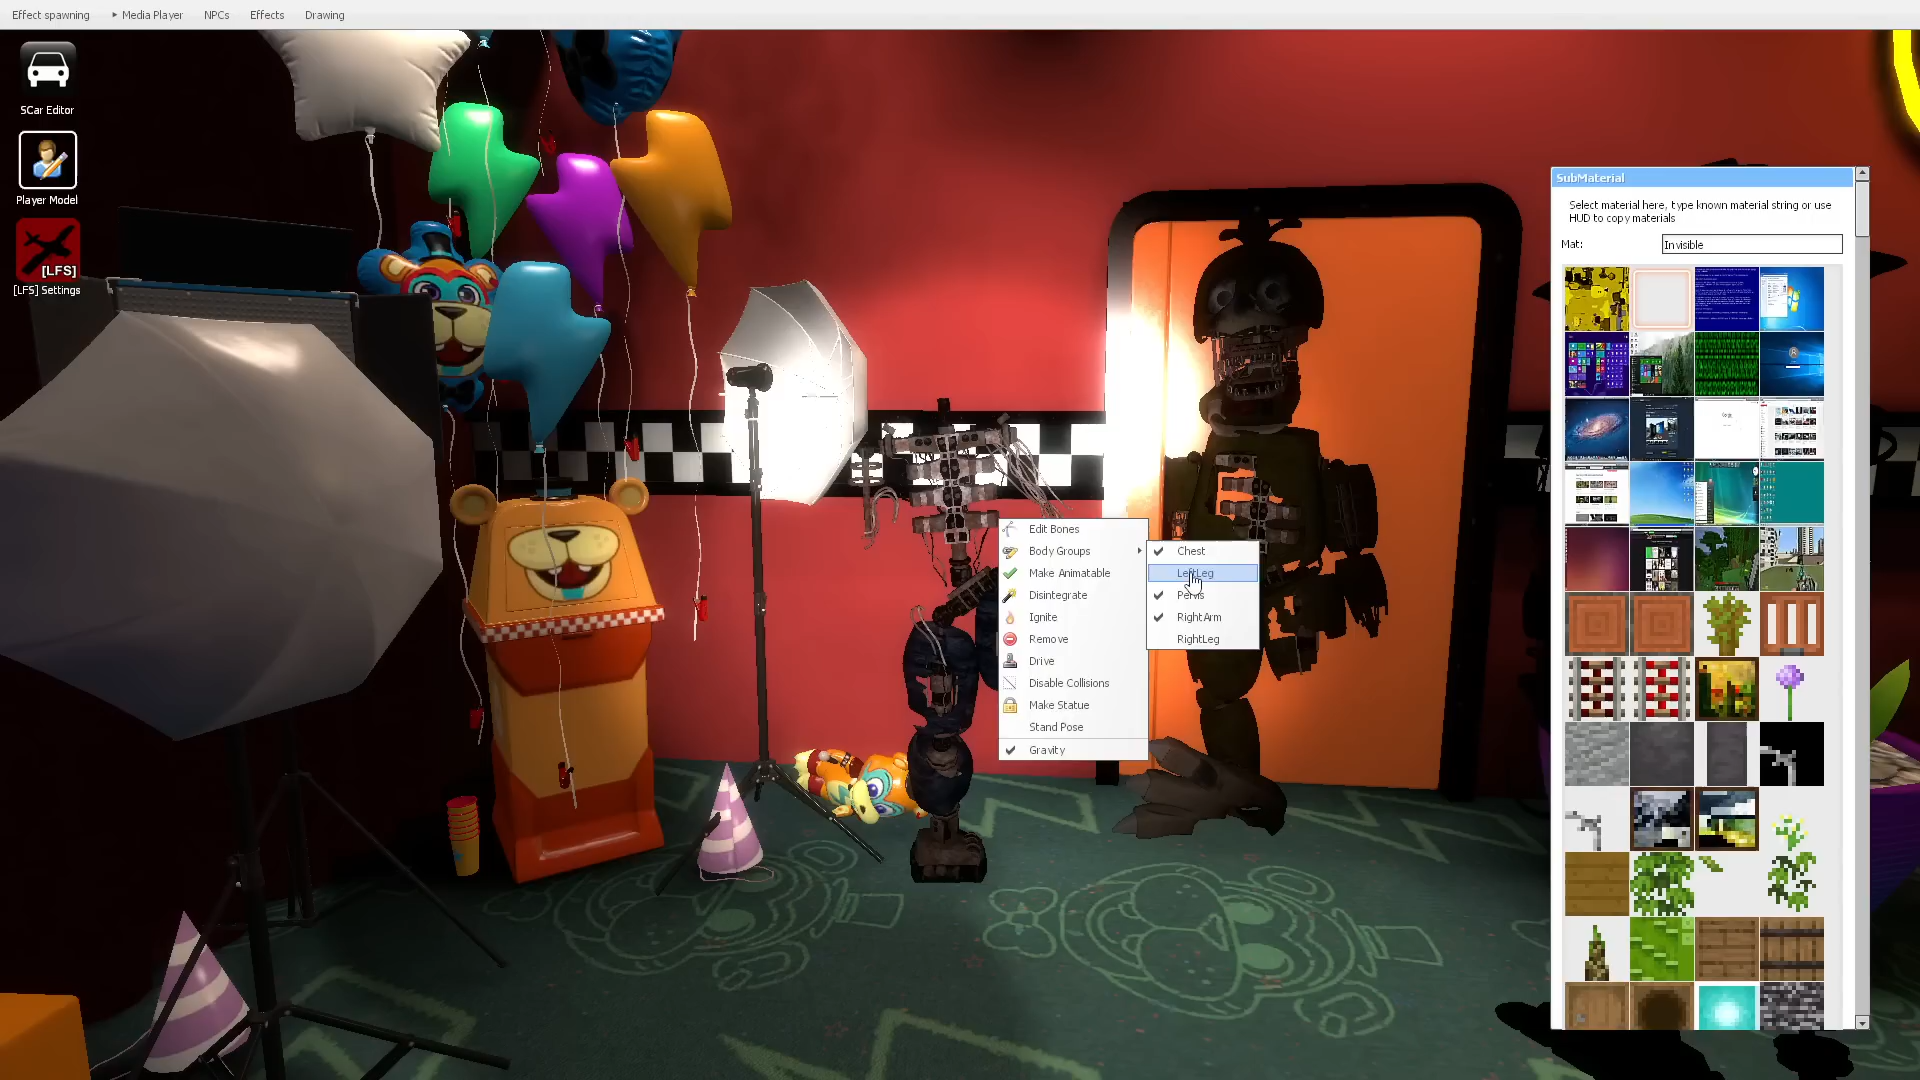 Effect spawning
Media Player
NPCs
Effects
Drawing
SCar Editor
Player Model
[LFS]
[LFS] Settings
Edit Bones
Body Groups
Make Animatable
Disintegrate
Ignite
Remove
Drive
Disable Collisions
Make Statue
Stand Pose
Gravity
Chest
LeftLeg
RightArm
RightLeg
SubMaterial
Select material here, type known material string or use
HUD to copy materials
Mat:
Invisible